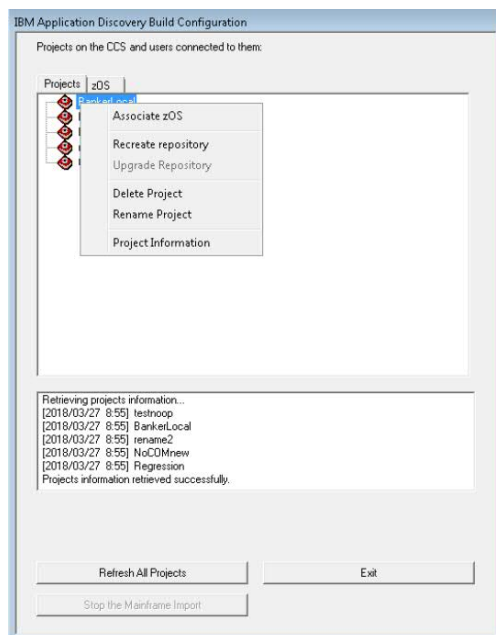 IBM Application Discovery Build Configuration
Projects on the CCS and users connected to them:
Projects
zOS
BankerLocal
Associate zOS
Recreate repository
Upgrade Repository
Delete Project
Rename Project
Project Information
Retrieving projects information...
[2018/03/27 8:55] testnoop
[2018/03/27 8:55] BankerLocal
[2018/03/27 8:55] rename2
[2018/03/27 8:55] NoCOMnew
[2018/03/27 8:55] Regression
Projects information retrieved successfully.
Refresh All Projects
Exit
Stop the Mainframe Import